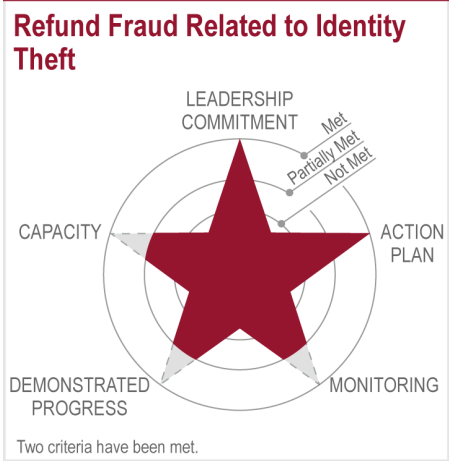 Refund Fraud Related to Identity
Theft
LEADERSHIP
COMMITMENT
Met
Partially Met
Not Met
CAPACITY
ACTION
PLAN
DEMONSTRATED
PROGRESS
MONITORING
Two criteria have been met.